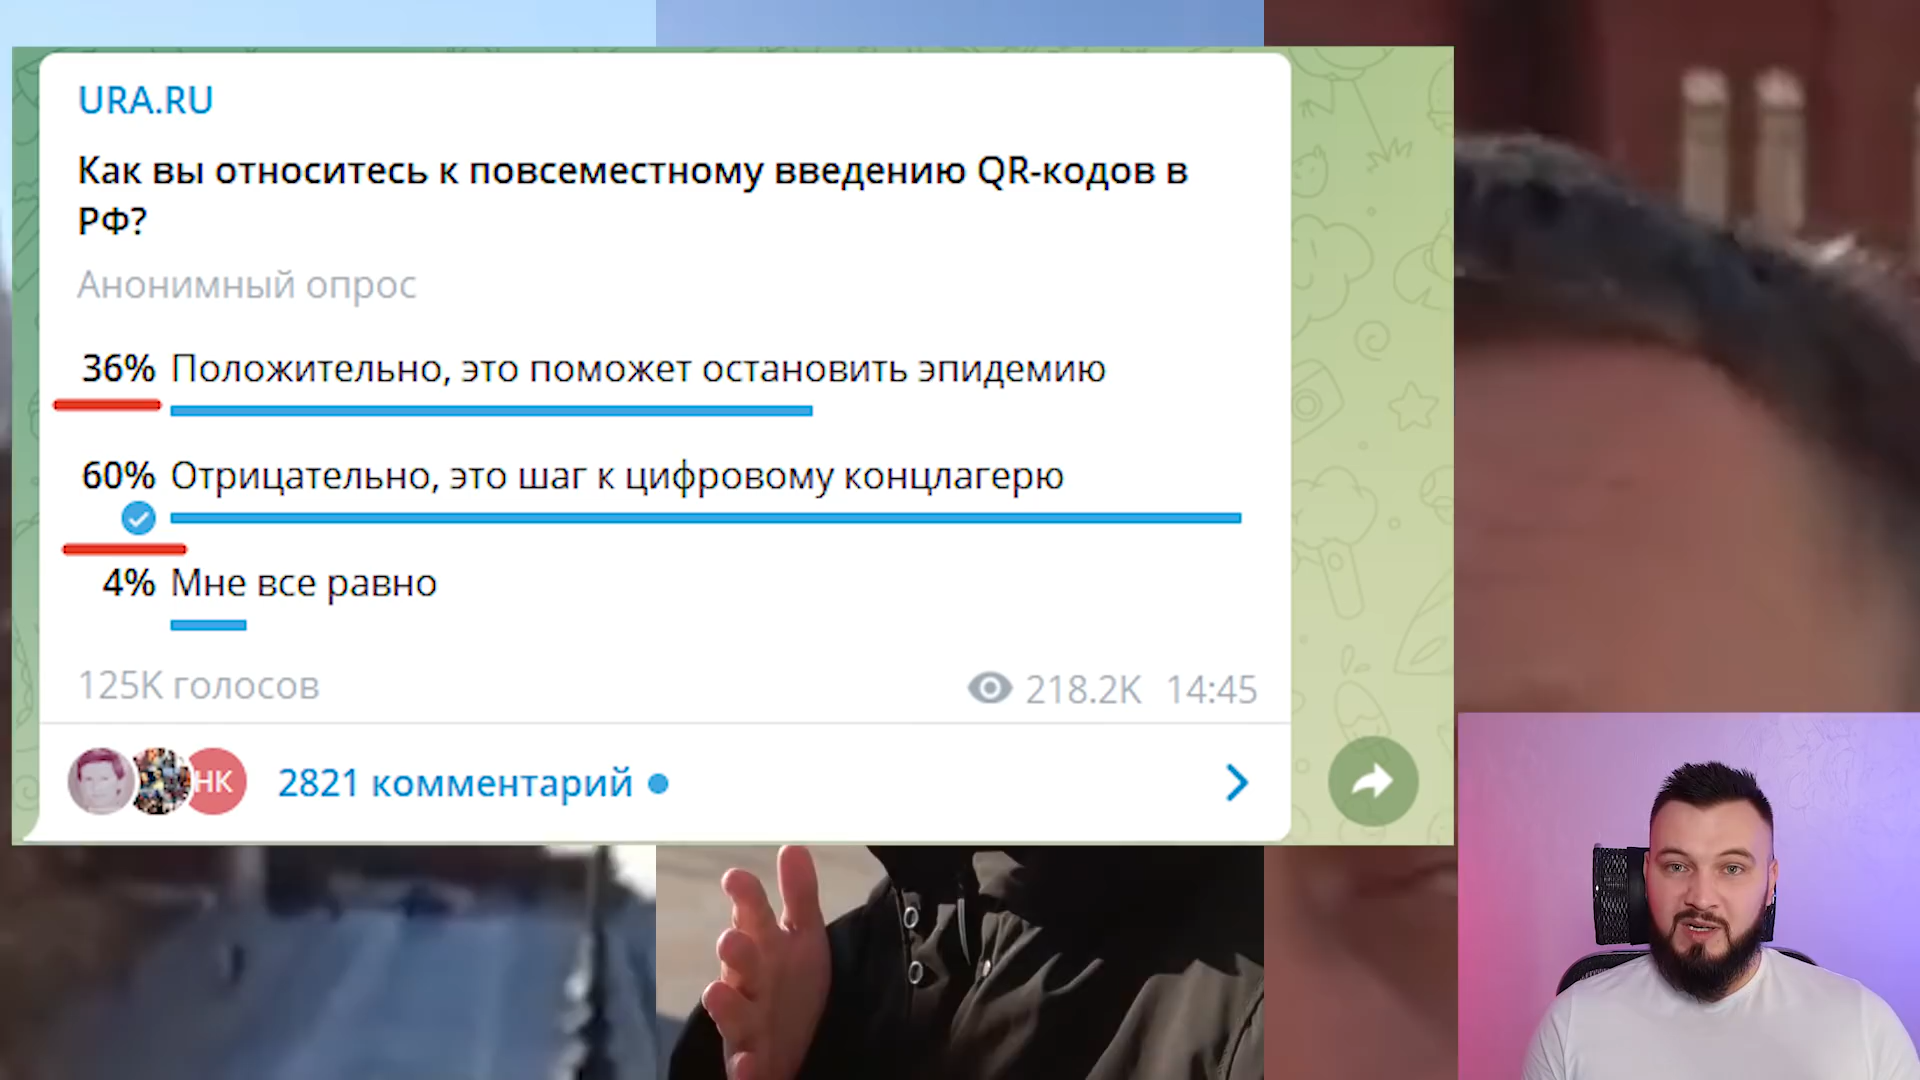 URA.RU
Как вы относитесь к повсеместному введению QR-кодов в
РФ?
Анонимный опрос
36% Положительно, это поможет остановить эпидемию
60% Отрицательно, это шаг к цифровому концлагерю
4% Мне все равно
125K голосов
218.2K 14:45
НК
2821 комментарий